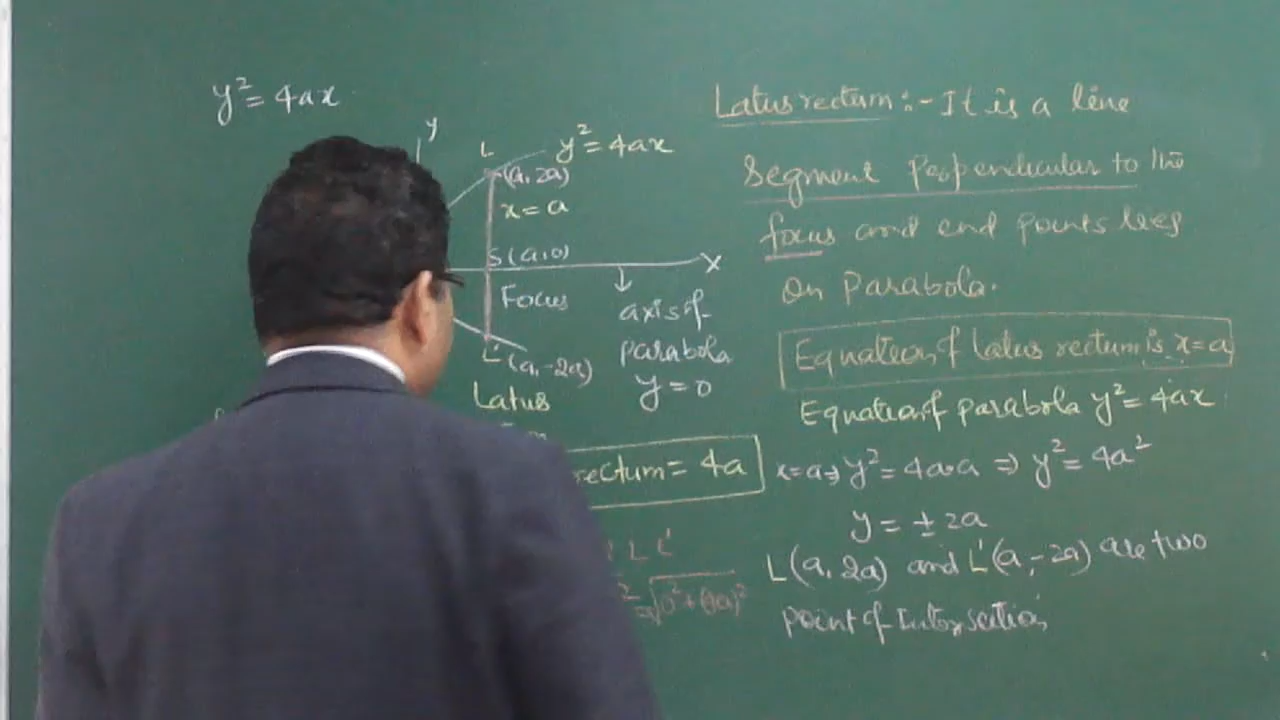 y² = 4ax
y
L
y² = 4ax
(a, 2a)
x = a
S(a,0)
X
Focus
axis of
parabola
y = 0
L' (a, -2a)
Latus
rectum = 4a
L L'
² = √0²+(4a)²
Latus rectum :- It is a line
Segment Perpendicular to the
focus and end points lies
on Parabola.
Equation of latus rectum is x = a
Equation of parabola y² = 4ax
x=a ⇒ y² = 4a·a ⇒ y² = 4a²
y = ± 2a
L(a, 2a) and L'(a, -2a) are two
point of Intersection